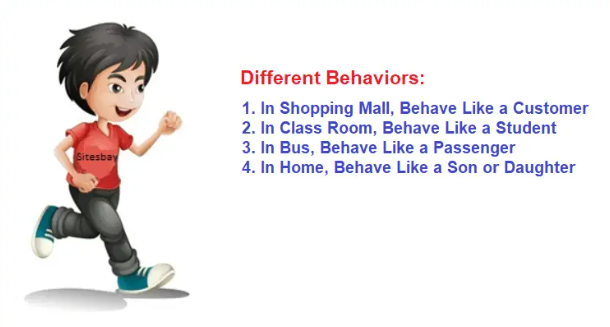 Different Behaviors:
1. In Shopping Mall, Behave Like a Customer
2. In Class Room, Behave Like a Student
3. In Bus, Behave Like a Passenger
4. In Home, Behave Like a Son or Daughter
Sitesbay